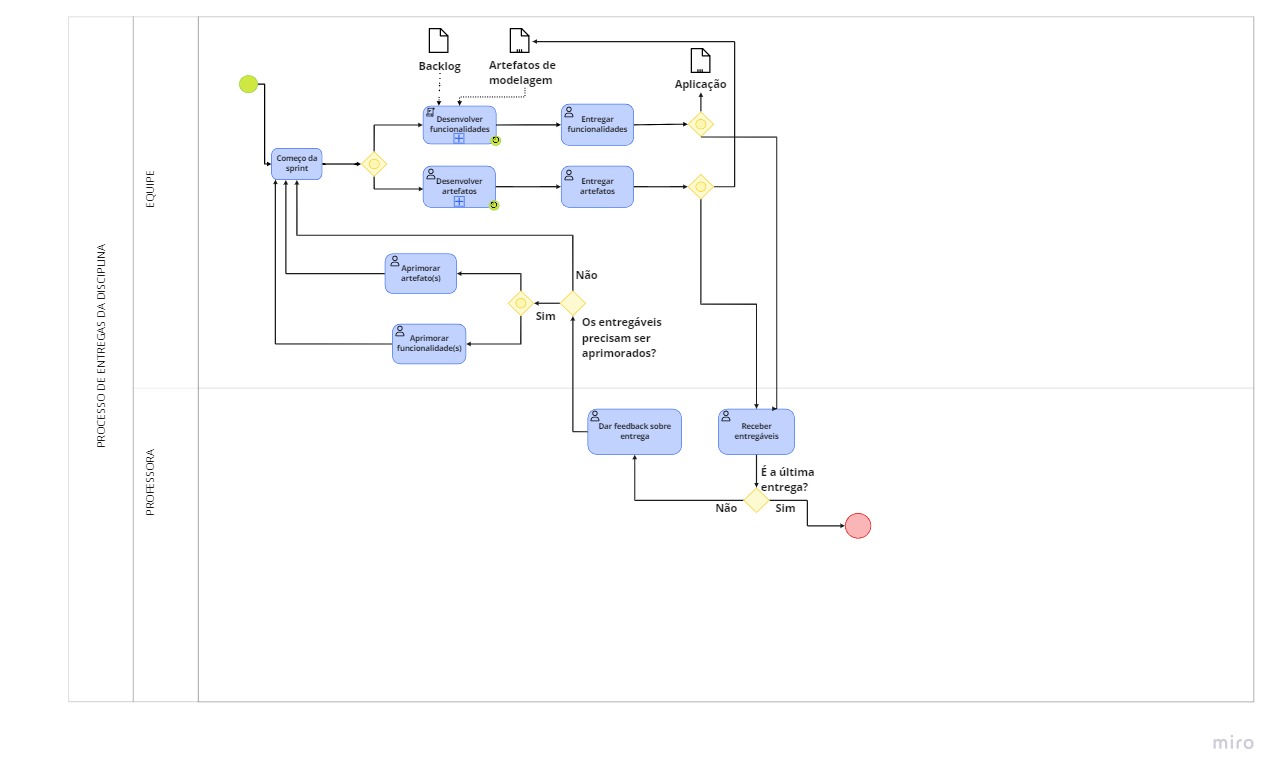 PROCESSO DE ENTREGAS DA DISCIPLINA
EQUIPE
Backlog
Artefatos de
modelagem
Aplicação
Desenvolver
funcionalidades
Entregar
funcionalidades
Começo da
sprint
Desenvolver
artefatos
Entregar
artefatos
Aprimorar
artefato(s)
Não
Sim
Os entregáveis
precisam ser
aprimorados?
Aprimorar
funcionalidade(s)
PROFESSORA
Dar feedback sobre
entrega
Receber
entregáveis
É a última
entrega?
Não
Sim
miro